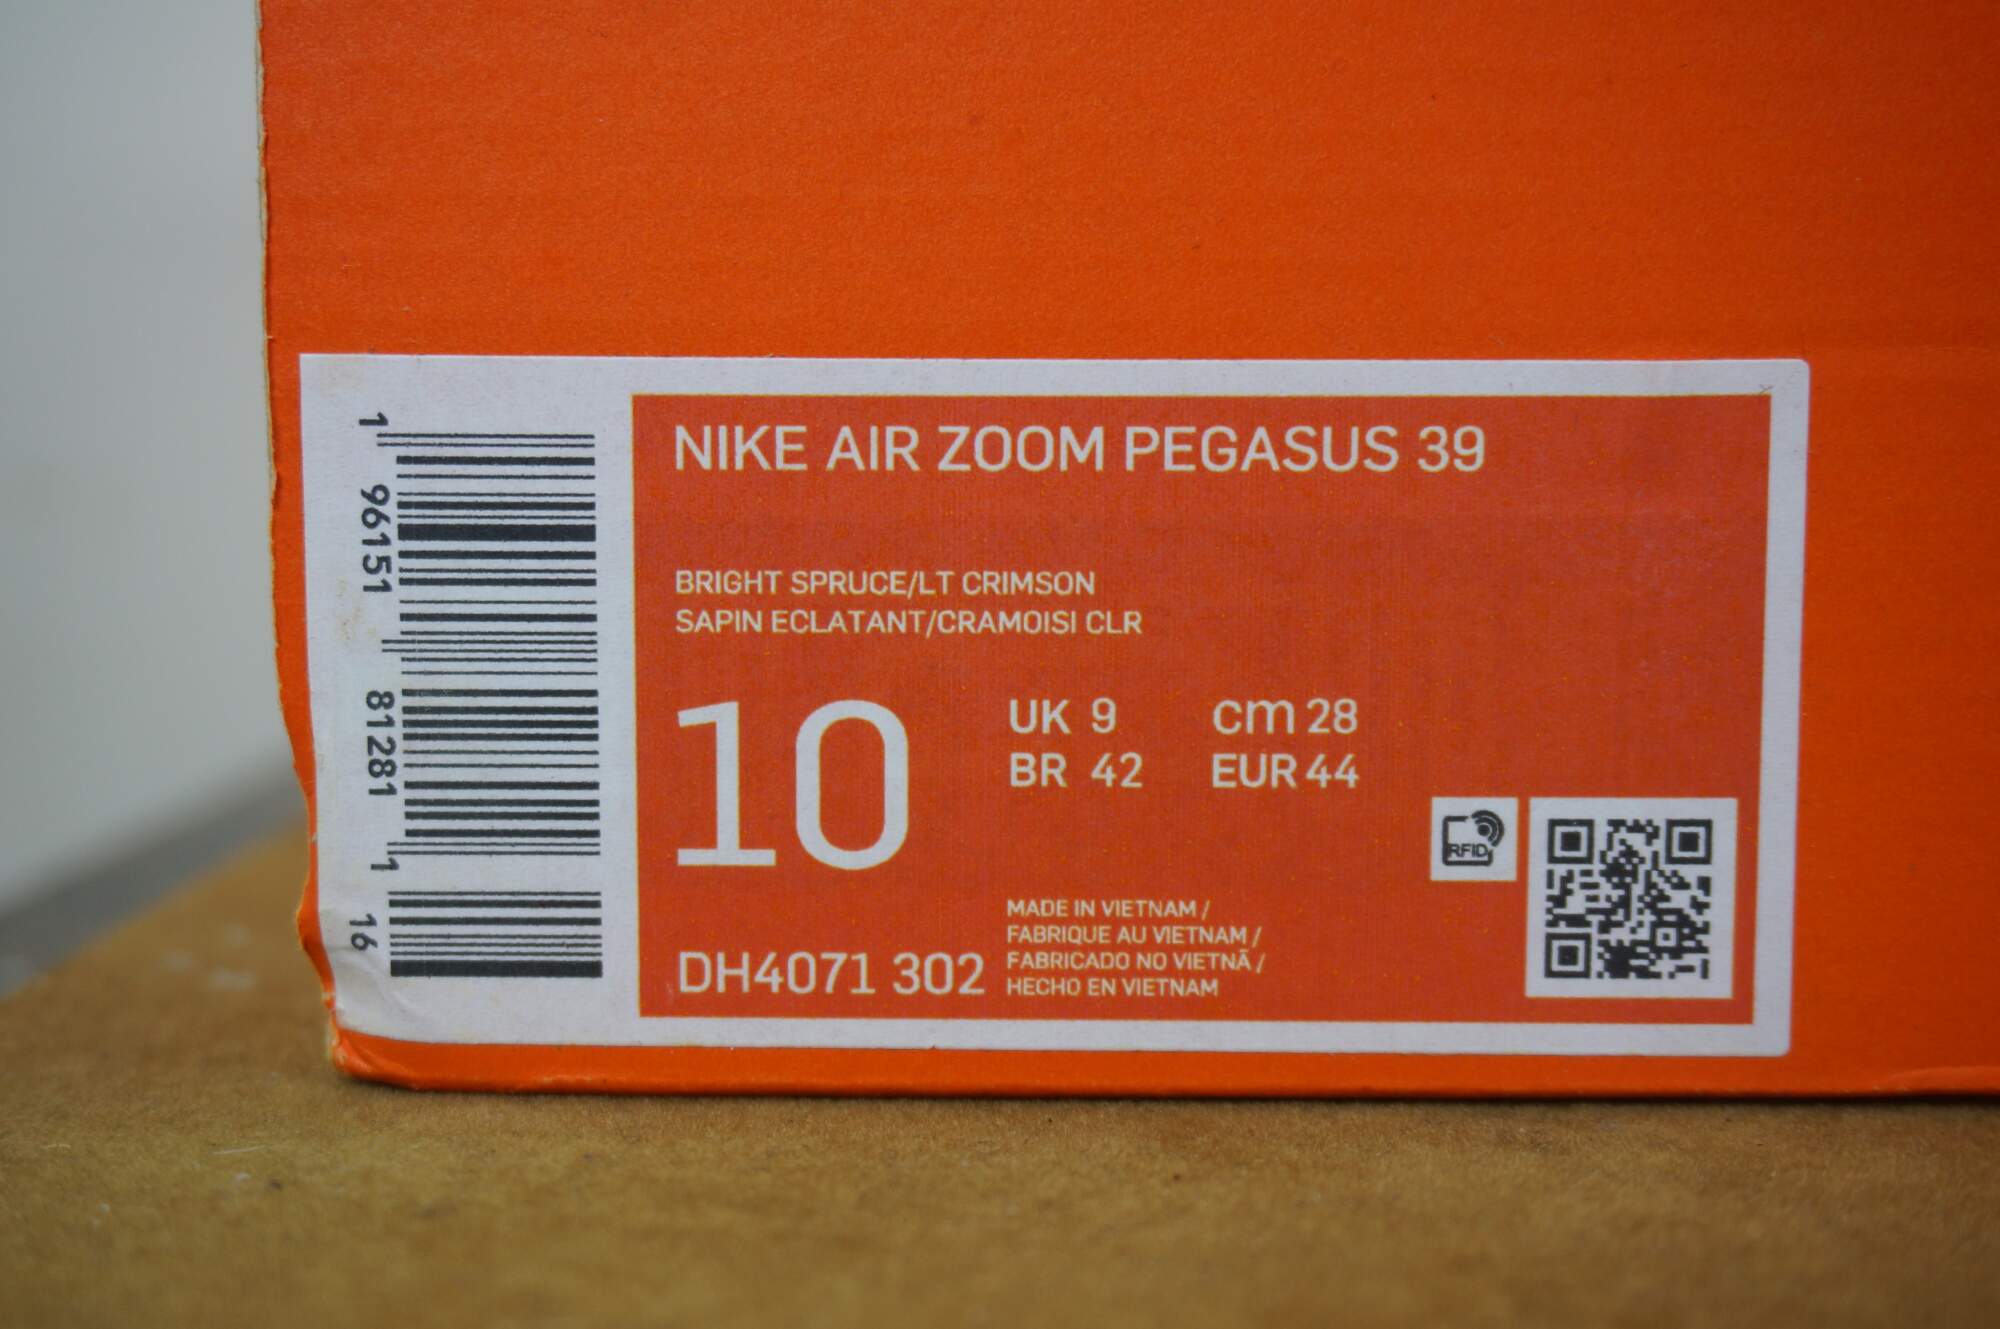 NIKE AIR ZOOM PEGASUS 39
BRIGHT SPRUCE/LT CRIMSON
SAPIN ECLATANT/CRAMOISI CLR
10
UK 9 cm 28
BR 42 EUR 44
DH4071 302
MADE IN VIETNAM /
FABRIQUE AU VIETNAM /
FABRICADO NO VIETNÃ /
HECHO EN VIETNAM
RFID
1 96151 81281 1 16